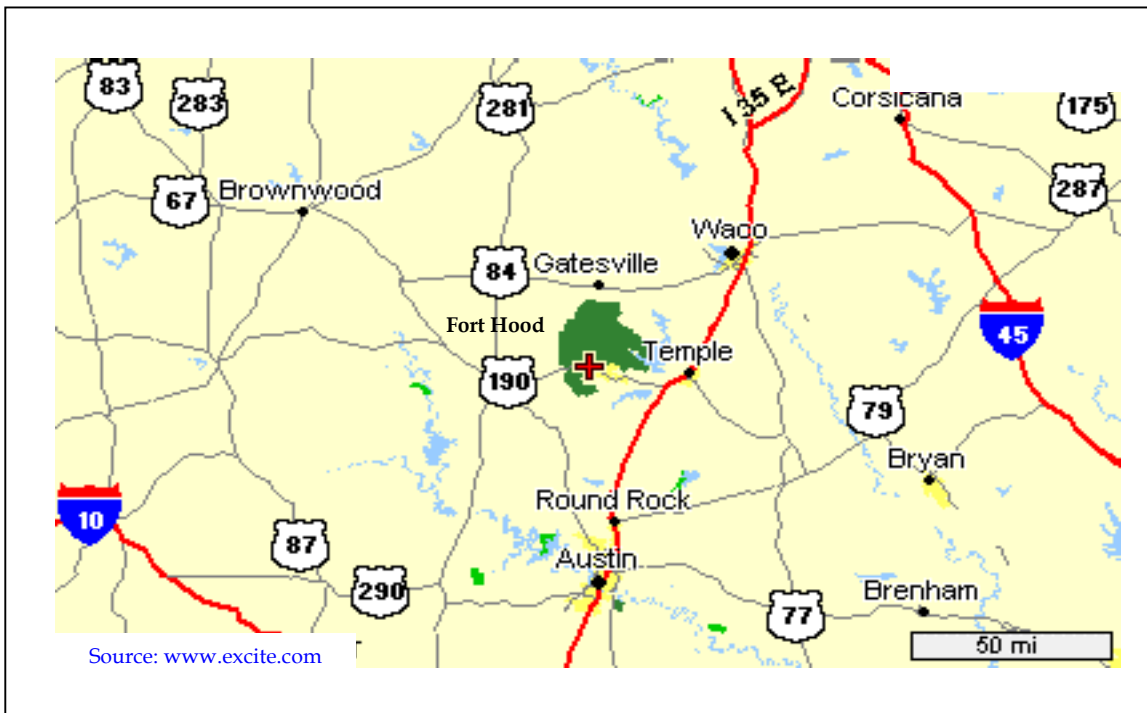 83
283
281
I 35 E
Corsicana
175
67
Brownwood
287
Waco
84
Gatesville
Fort Hood
45
190
Temple
79
Bryan
10
Round Rock
87
Austin
290
77
Brenham
50 mi
Source: www.excite.com